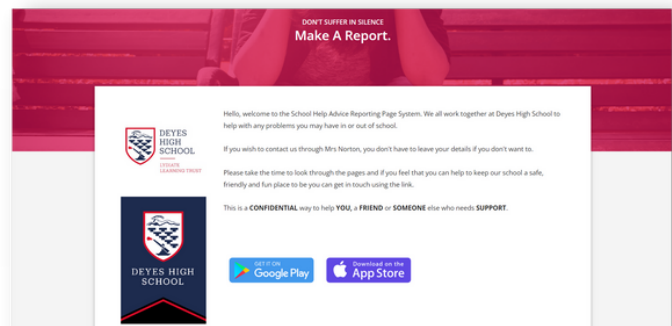 DON'T SUFFER IN SILENCE
Make A Report.
Hello, welcome to the School Help Advice Reporting Page System. We all work together at Deyes High School to
help with any problems you may have in or out of school.
If you wish to contact us through Mrs Norton, you don't have to leave your details if you don't want to.
Please take the time to look through the pages and if you feel that you can help to keep our school a safe,
friendly and fun place to be you can get in touch using the link.
This is a CONFIDENTIAL way to help YOU, a FRIEND or SOMEONE else who needs SUPPORT.
DEYES
HIGH
SCHOOL
LYDIATE
LEARNING TRUST
DEYES HIGH
SCHOOL
GET IT ON
Google Play
Download on the
App Store